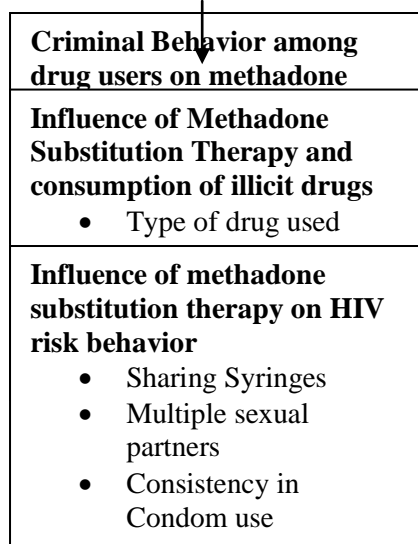 Criminal Behavior among
drug users on methadone
Influence of Methadone
Substitution Therapy and
consumption of illicit drugs
• Type of drug used
Influence of methadone
substitution therapy on HIV
risk behavior
• Sharing Syringes
• Multiple sexual
partners
• Consistency in
Condom use